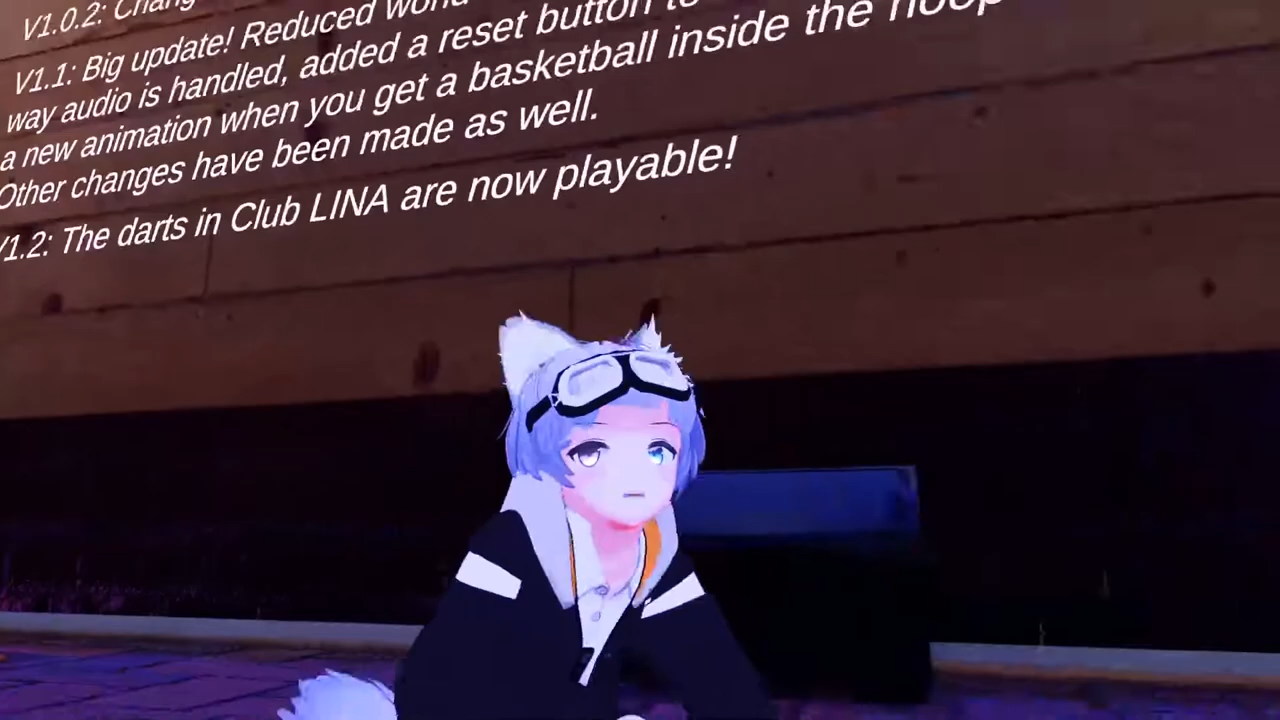 V1.0.2:
V1.1: Big update! Reduced
way audio is handled, added a reset button to
a new animation when you get a basketball inside the hoop
Other changes have been made as well.
V1.2: The darts in Club LINA are now playable!